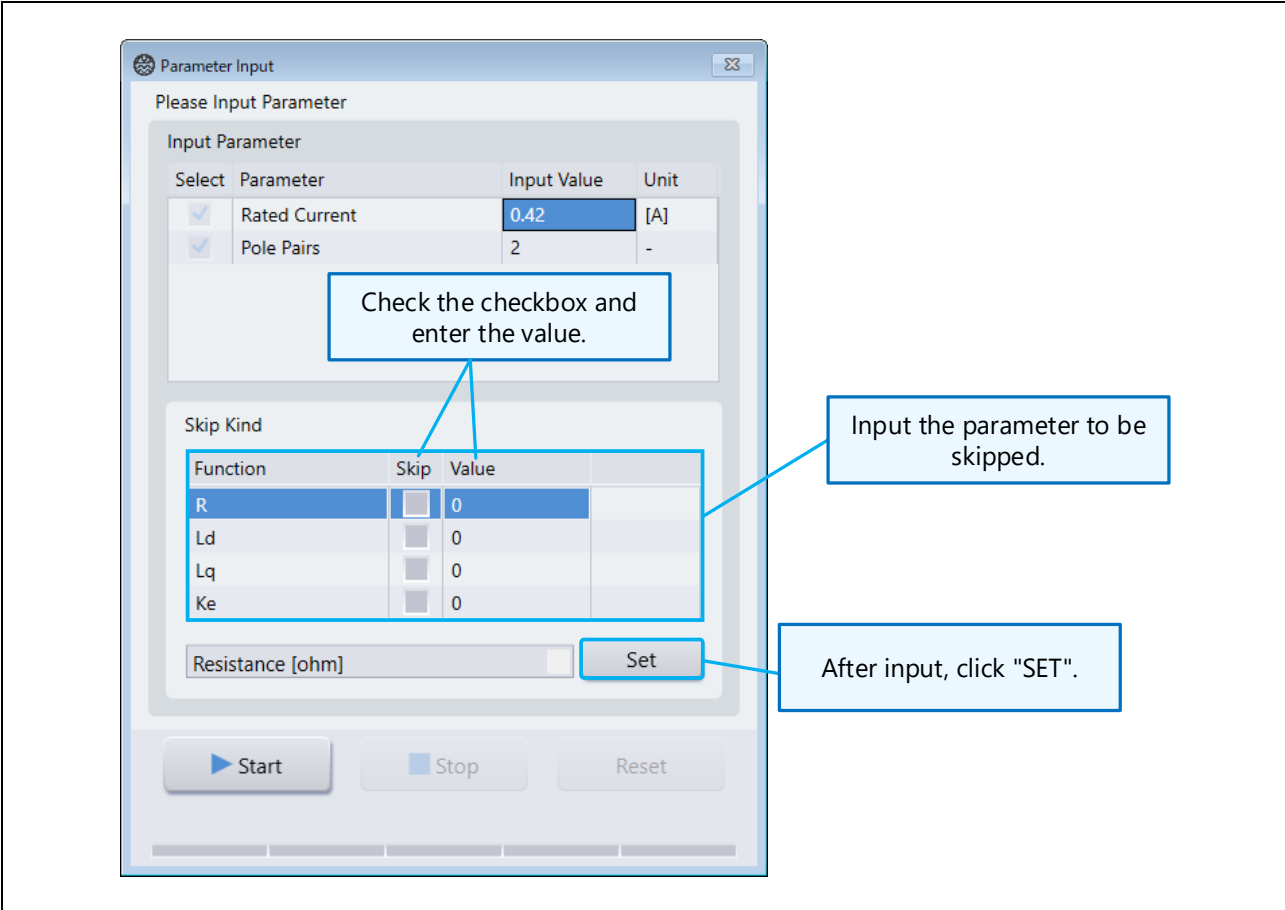 Parameter Input
Please Input Parameter
Input Parameter
Select Parameter Input Value Unit
Rated Current 0.42 [A]
Pole Pairs 2 -
Check the checkbox and
enter the value.
Skip Kind
Function Skip Value
R 0
Ld 0
Lq 0
Ke 0
Input the parameter to be
skipped.
Resistance [ohm] Set
After input, click "SET".
Start Stop Reset